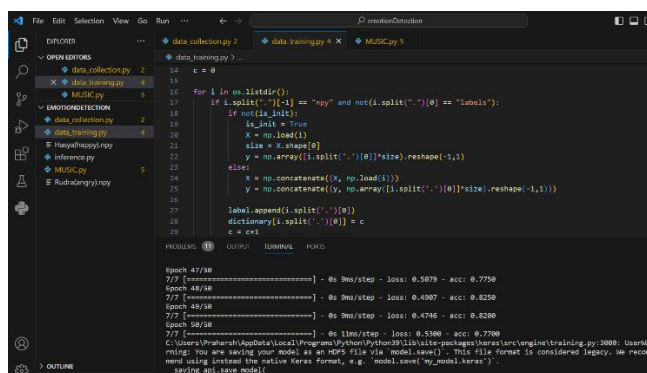 File Edit Selection View Go Run ... ← → emotionDetection
EXPLORER ...
OPEN EDITORS
data_collection.py 2
× data_training.py 4
MUSIC.py 5
EMOTIONDETECTION
data_collection.py 2
data_training.py 4
Hasya(happy).npy
inference.py
MUSIC.py 5
Rudra(angry).npy
OUTLINE
data_collection.py 2 data_training.py 4 × MUSIC.py 5
data_training.py > ...
14 c = 0
15
16 for i in os.listdir():
17 if i.split(".")[-1] == "npy" and not(i.split(".")[0] == "labels"):
18 if not(is_init):
19 is_init = True
20 X = np.load(i)
21 size = X.shape[0]
22 y = np.array([i.split('.')[0]]*size).reshape(-1,1)
23 else:
24 X = np.concatenate((X, np.load(i)))
25 y = np.concatenate((y, np.array([i.split('.')[0]]*size).reshape(-1,1)))
26
27 label.append(i.split('.')[0])
28 dictionary[i.split('.')[0]] = c
29 c = c+1
PROBLEMS 11 OUTPUT TERMINAL PORTS
Epoch 47/50
7/7 [==============================] - 0s 9ms/step - loss: 0.5079 - acc: 0.7750
Epoch 48/50
7/7 [==============================] - 0s 9ms/step - loss: 0.4907 - acc: 0.8250
Epoch 49/50
7/7 [==============================] - 0s 9ms/step - loss: 0.4746 - acc: 0.8200
Epoch 50/50
7/7 [==============================] - 0s 11ms/step - loss: 0.5300 - acc: 0.7700
C:\Users\Praharsh\AppData\Local\Programs\Python\Python39\lib\site-packages\keras\src\engine\training.py:3000: UserWa
rning: You are saving your model as an HDF5 file via `model.save()`. This file format is considered legacy. We recom
mend using instead the native Keras format, e.g. `model.save('my_model.keras')`.
saving_api.save_model(